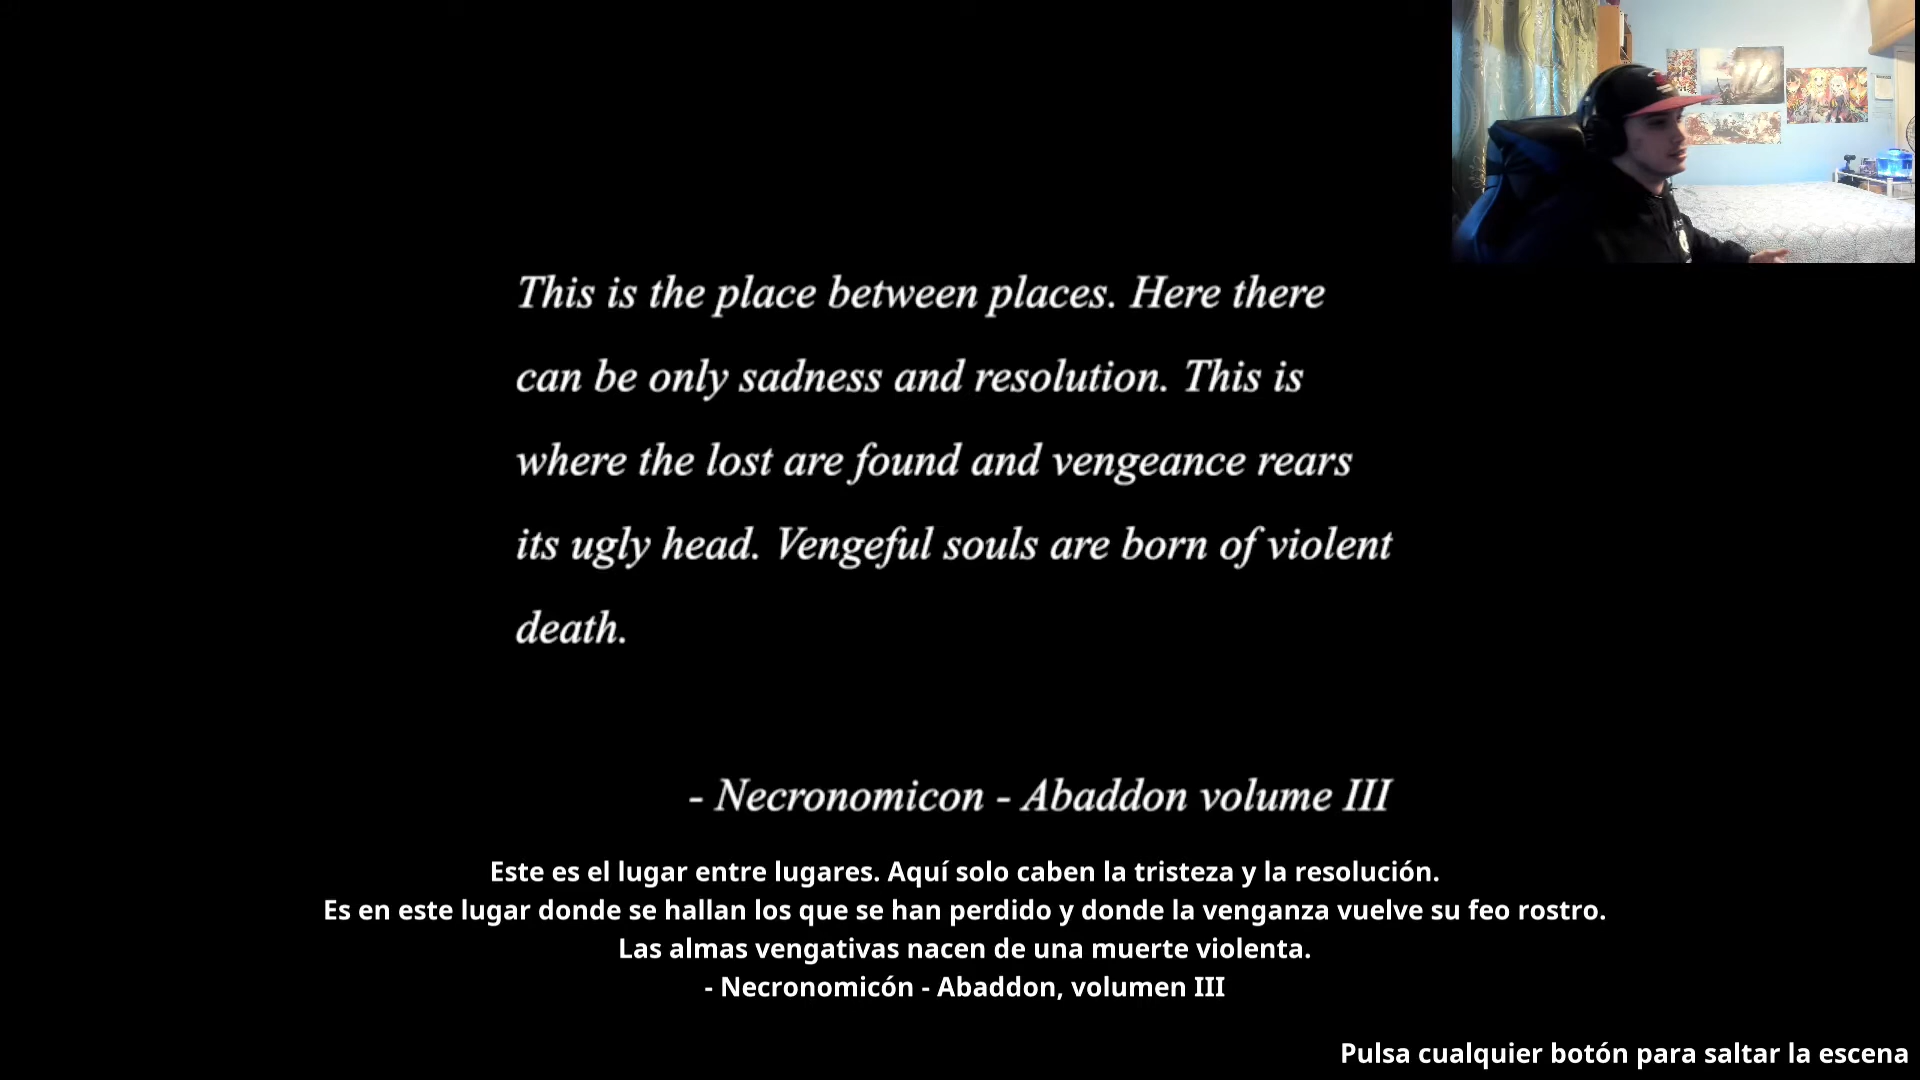 This is the place between places. Here there
can be only sadness and resolution. This is
where the lost are found and vengeance rears
its ugly head. Vengeful souls are born of violent
death.
- Necronomicon - Abaddon volume III
Este es el lugar entre lugares. Aquí solo caben la tristeza y la resolución.
Es en este lugar donde se hallan los que se han perdido y donde la venganza vuelve su feo rostro.
Las almas vengativas nacen de una muerte violenta.
- Necronomicón - Abaddon, volumen III
Pulsa cualquier botón para saltar la escena